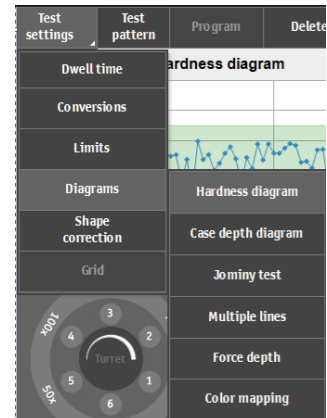 Test
settings
Test
pattern
Program
Delete
ardness diagram
Dwell time
Conversions
Limits
Diagrams
Hardness diagram
Shape
correction
Case depth diagram
Grid
Jominy test
Multiple lines
Force depth
Color mapping
100x
50x
3
4
2
Turret
5
1
6